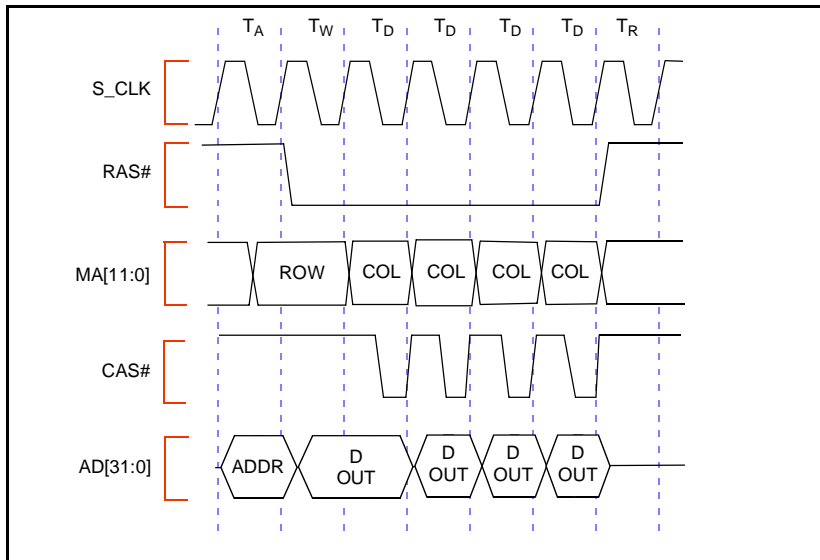 TA TW TD TD TD TD TR
S_CLK
RAS#
MA[11:0] ROW COL COL COL COL
CAS#
AD[31:0] ADDR D OUT D OUT D OUT D OUT